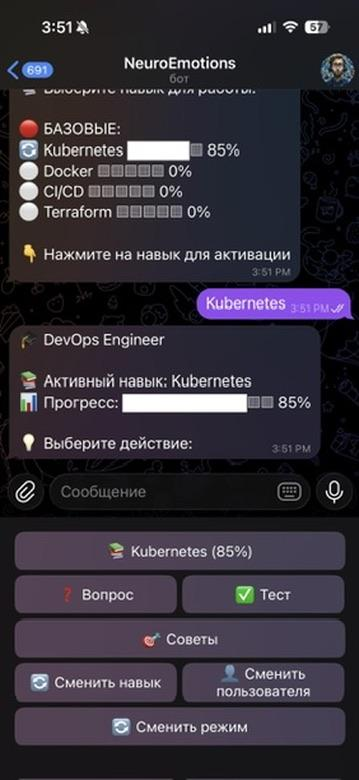 3:51
57
691
NeuroEmotions
бот
Выберите навык для работы:
БАЗОВЫЕ:
Kubernetes 85%
Docker 0%
CI/CD 0%
Terraform 0%
Нажмите на навык для активации
3:51 PM
Kubernetes 3:51 PM
DevOps Engineer
Активный навык: Kubernetes
Прогресс: 85%
Выберите действие:
3:51 PM
Сообщение
Kubernetes (85%)
Вопрос
Тест
Советы
Сменить навык
Сменить
пользователя
Сменить режим